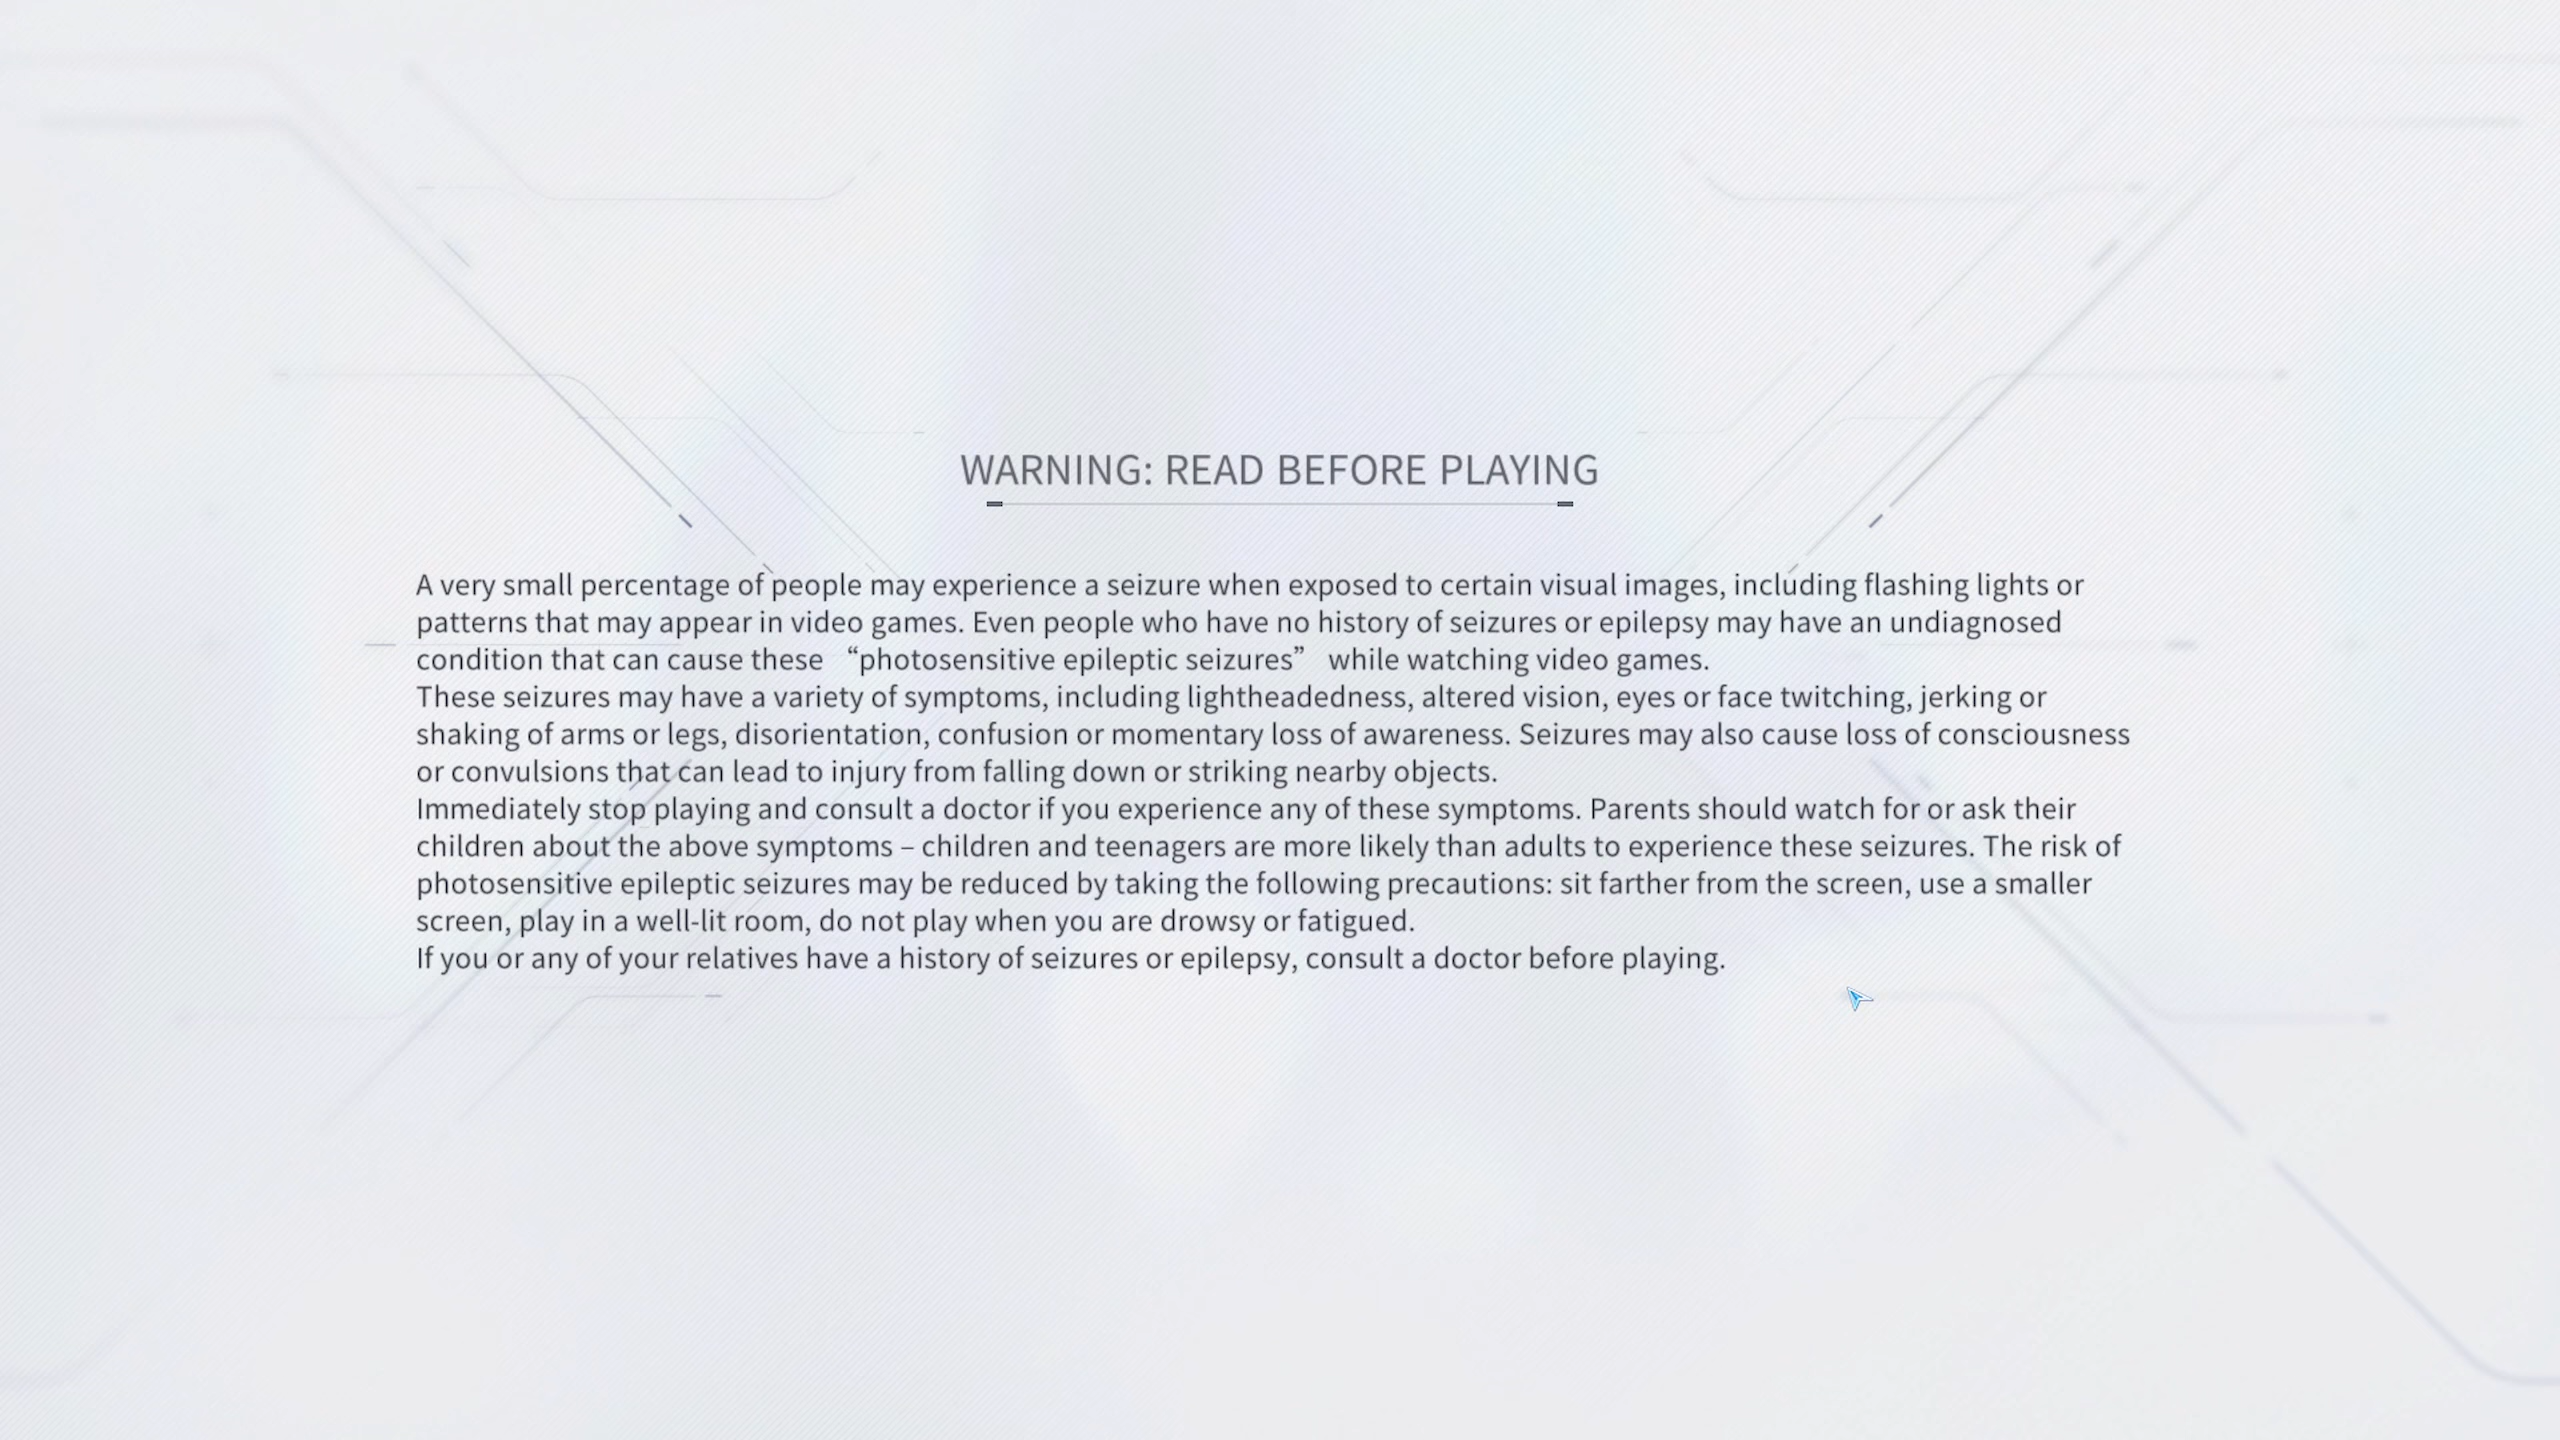 WARNING: READ BEFORE PLAYING
A very small percentage of people may experience a seizure when exposed to certain visual images, including flashing lights or
patterns that may appear in video games. Even people who have no history of seizures or epilepsy may have an undiagnosed
condition that can cause these “photosensitive epileptic seizures” while watching video games.
These seizures may have a variety of symptoms, including lightheadedness, altered vision, eyes or face twitching, jerking or
shaking of arms or legs, disorientation, confusion or momentary loss of awareness. Seizures may also cause loss of consciousness
or convulsions that can lead to injury from falling down or striking nearby objects.
Immediately stop playing and consult a doctor if you experience any of these symptoms. Parents should watch for or ask their
children about the above symptoms – children and teenagers are more likely than adults to experience these seizures. The risk of
photosensitive epileptic seizures may be reduced by taking the following precautions: sit farther from the screen, use a smaller
screen, play in a well-lit room, do not play when you are drowsy or fatigued.
If you or any of your relatives have a history of seizures or epilepsy, consult a doctor before playing.